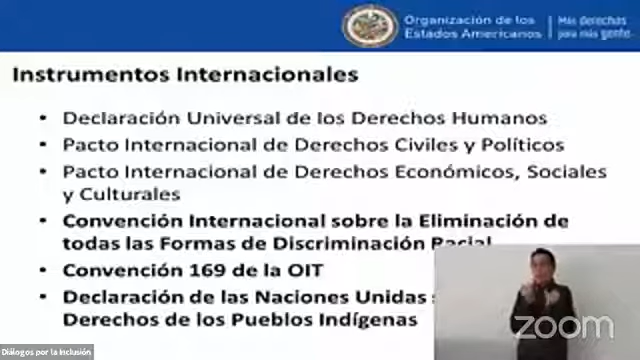 Organización de los
Estados Americanos
Más derechos
para más gente
Instrumentos Internacionales
• Declaración Universal de los Derechos Humanos
• Pacto Internacional de Derechos Civiles y Políticos
• Pacto Internacional de Derechos Económicos, Sociales
y Culturales
• Convención Internacional sobre la Eliminación de
todas las Formas de Discriminación Racial
• Convención 169 de la OIT
• Declaración de las Naciones Unidas
Derechos de los Pueblos Indígenas
zoom
Diálogos por la Inclusión